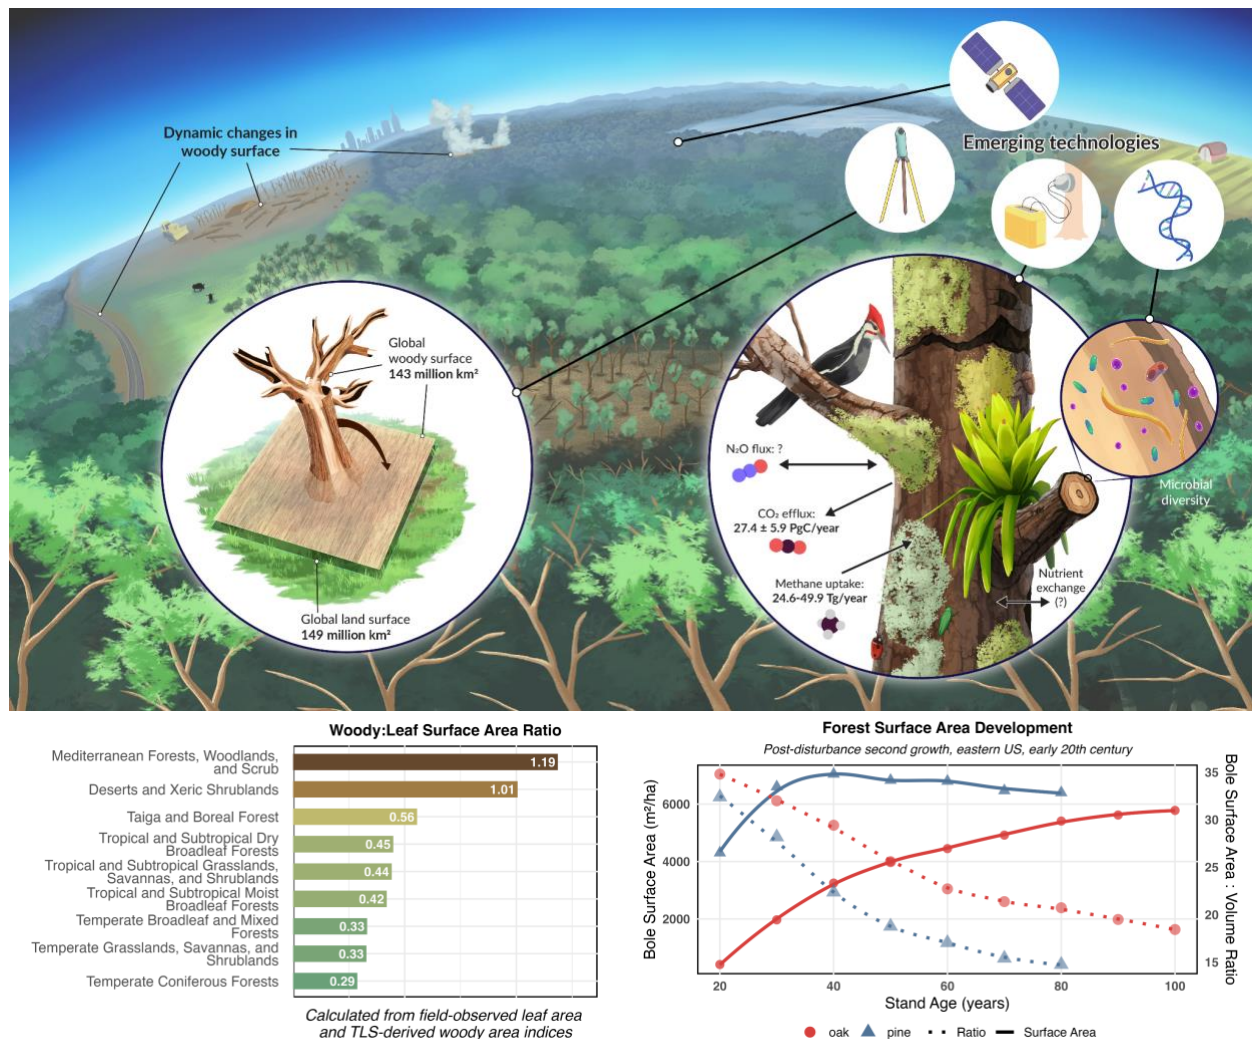 Dynamic changes in
woody surface
Emerging technologies
Global
woody surface
143 million km²
Global land surface
149 million km²
N₂O flux: ?
CO₂ efflux:
27.4 ± 5.9 PgC/year
Methane uptake:
24.6-49.9 Tg/year
Nutrient
exchange
(?)
Microbial
diversity
Woody:Leaf Surface Area Ratio
Mediterranean Forests, Woodlands,
and Scrub
1.19
Deserts and Xeric Shrublands
1.01
Taiga and Boreal Forest
0.56
Tropical and Subtropical Dry
Broadleaf Forests
0.45
Tropical and Subtropical Grasslands,
Savannas, and Shrublands
0.44
Tropical and Subtropical Moist
Broadleaf Forests
0.42
Temperate Broadleaf and Mixed
Forests
0.33
Temperate Grasslands, Savannas, and
Shrublands
0.33
Temperate Coniferous Forests
0.29
Calculated from field-observed leaf area
and TLS-derived woody area indices
Forest Surface Area Development
Post-disturbance second growth, eastern US, early 20th century
Bole Surface Area (m²/ha)
6000
4000
2000
35
30
25
20
15
Bole Surface Area : Volume Ratio
20
40
60
80
100
Stand Age (years)
oak
pine
Ratio
Surface Area